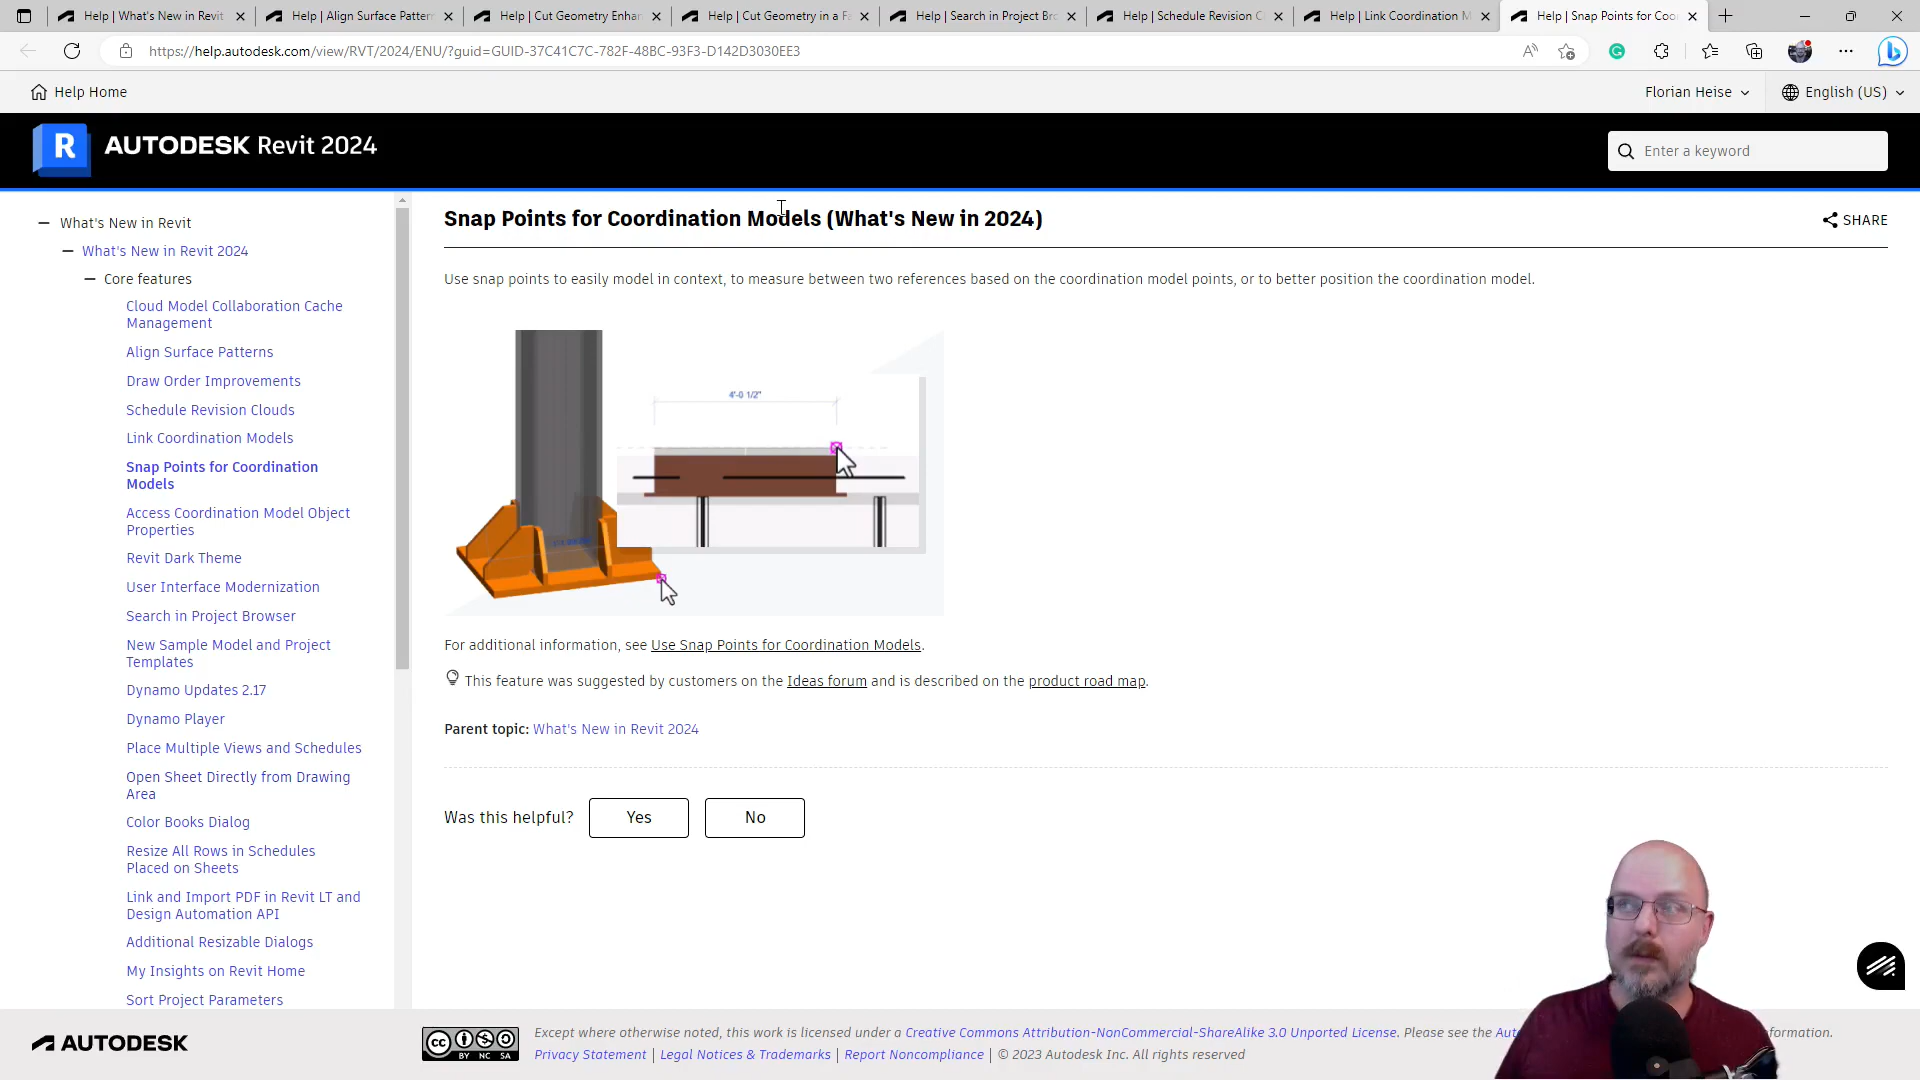 Help | What's New in Revit
Help | Align Surface Pattern
Help | Cut Geometry Enhan
Help | Cut Geometry in a Fa
Help | Search in Project Bro
Help | Schedule Revision C
Help | Link Coordination M
Help | Snap Points for Coo
https://help.autodesk.com/view/RVT/2024/ENU/?guid=GUID-37C41C7C-782F-48BC-93F3-D142D3030EE3
Help Home
Florian Heise
English (US)
R AUTODESK Revit 2024
Enter a keyword
What's New in Revit
What's New in Revit 2024
Core features
Cloud Model Collaboration Cache
Management
Align Surface Patterns
Draw Order Improvements
Schedule Revision Clouds
Link Coordination Models
Snap Points for Coordination
Models
Access Coordination Model Object
Properties
Revit Dark Theme
User Interface Modernization
Search in Project Browser
New Sample Model and Project
Templates
Dynamo Updates 2.17
Dynamo Player
Place Multiple Views and Schedules
Open Sheet Directly from Drawing
Area
Color Books Dialog
Resize All Rows in Schedules
Placed on Sheets
Link and Import PDF in Revit LT and
Design Automation API
Additional Resizable Dialogs
My Insights on Revit Home
Sort Project Parameters
Snap Points for Coordination Models (What's New in 2024)
SHARE
Use snap points to easily model in context, to measure between two references based on the coordination model points, or to better position the coordination model.
4'-0 1/2"
For additional information, see Use Snap Points for Coordination Models.
This feature was suggested by customers on the Ideas forum and is described on the product road map.
Parent topic: What's New in Revit 2024
Was this helpful?
Yes
No
AUTODESK
cc BY NC SA
Except where otherwise noted, this work is licensed under a Creative Commons Attribution-NonCommercial-ShareAlike 3.0 Unported License. Please see the Aut formation.
Privacy Statement | Legal Notices & Trademarks | Report Noncompliance | © 2023 Autodesk Inc. All rights reserved